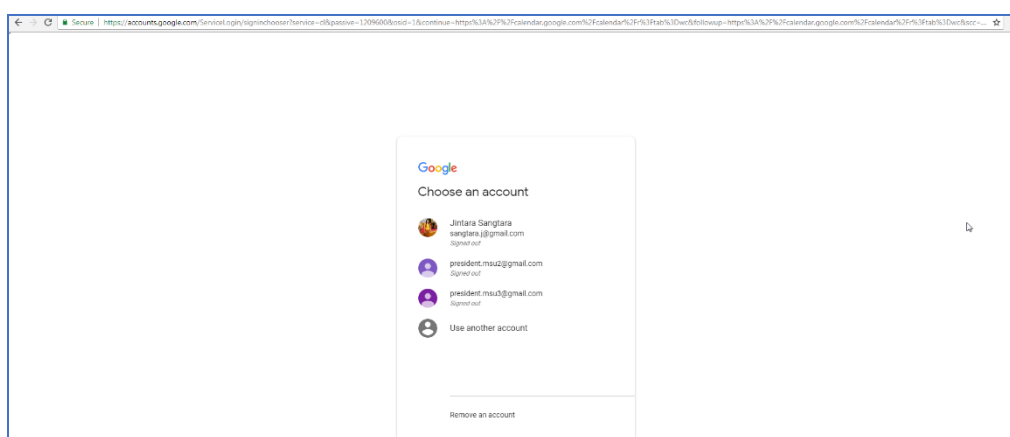 Secure | https://accounts.google.com/ServiceLogin/signinchooser?service=cl&passive=1209600&osid=1&continue=https%3A%2F%2Fcalendar.google.com%2Fcalendar%2Fr%3Ftab%3Dwc&followup=https%3A%2F%2Fcalendar.google.com%2Fcalendar%2Fr%3Ftab%3Dwc&scc=...
Google
Choose an account
Jintara Sangtara
sangtara.j@gmail.com
Signed out
president.msu2@gmail.com
Signed out
president.msu3@gmail.com
Signed out
Use another account
Remove an account